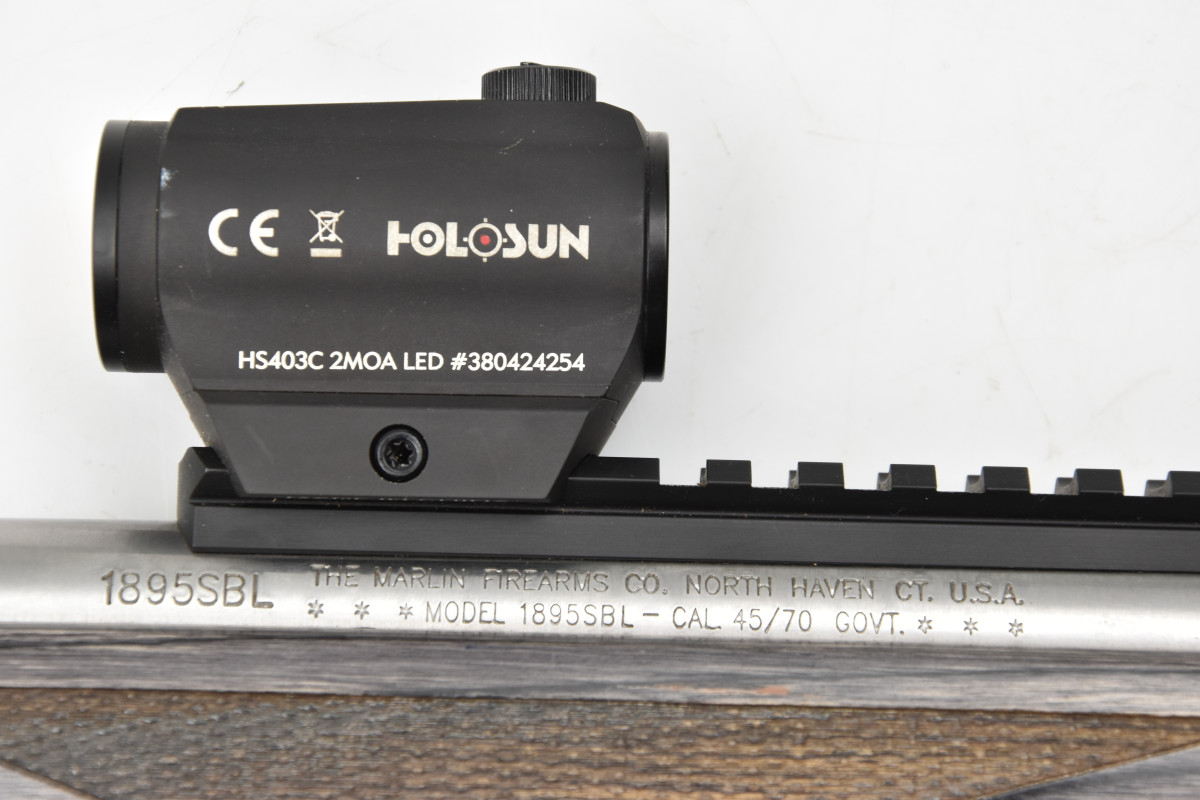 CE HOLOSUN
HS403C 2MOA LED #380424254
1895SBL THE MARLIN FIREARMS CO. NORTH HAVEN CT. U.S.A.
* * * MODEL 1895SBL - CAL. 45/70 GOVT. * * *